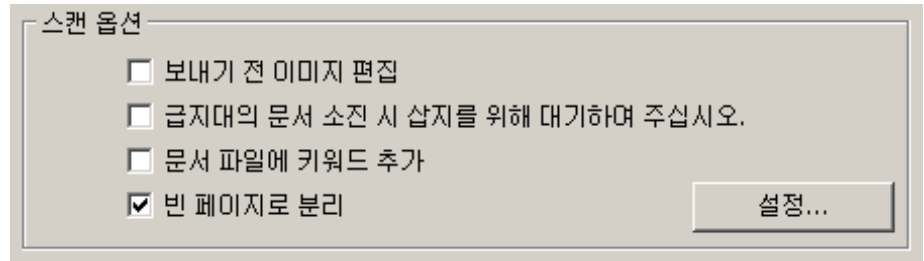 스캔 옵션
보내기 전 이미지 편집
급지대의 문서 소진 시 삽지를 위해 대기하며 주십시오.
문서 파일에 키워드 추가
빈 페이지로 분리
설정...